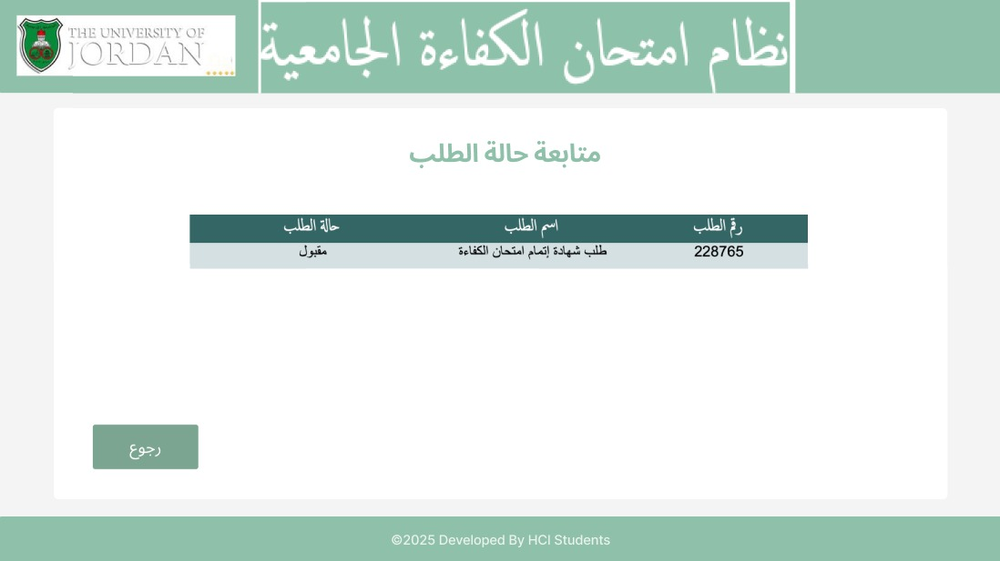 THE UNIVERSITY OF
JORDAN
نظام امتحان الكفاءة الجامعية
متابعة حالة الطلب
رقم الطلب اسم الطلب حالة الطلب
228765 طلب شهادة إتمام امتحان الكفاءة مقبول
رجوع
©2025 Developed By HCI Students